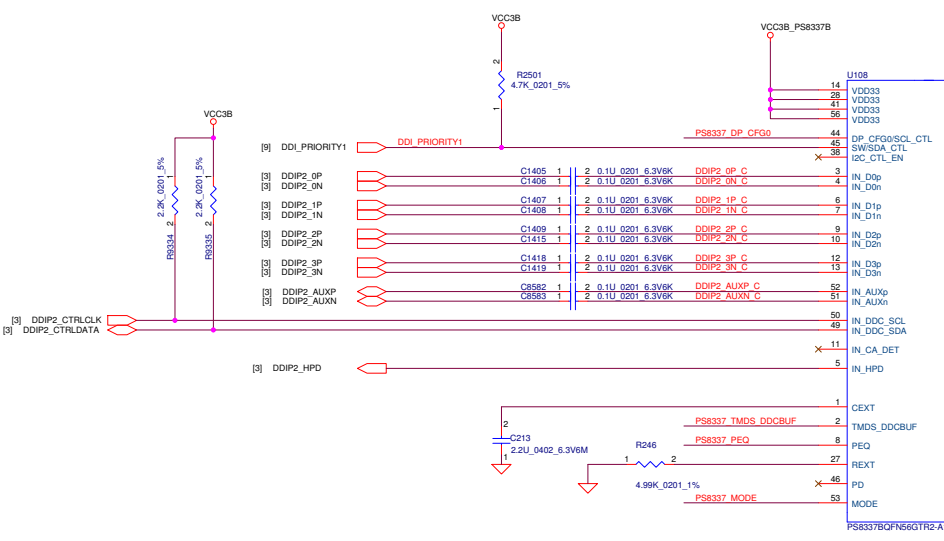 VCC3B
VCC3B_PS8337B
2
R2501
4.7K_0201_5%
1
U108
14 VDD33
28 VDD33
41 VDD33
56 VDD33
VCC3B
PS8337_DP_CFG0 44 DP_CFG0/SCL_CTL
[9] DDI_PRIORITY1 DDI_PRIORITY1 45 SW/SDA_CTL
38 I2C_CTL_EN
2.2K_0201_5% 1
2 R9334
2.2K_0201_5% 1
2 R9335
[3] DDIP2_0P C1405 1 2 0.1U_0201_6.3V6K DDIP2_0P_C 3 IN_D0p
[3] DDIP2_0N C1406 1 2 0.1U_0201_6.3V6K DDIP2_0N_C 4 IN_D0n
[3] DDIP2_1P C1407 1 2 0.1U_0201_6.3V6K DDIP2_1P_C 6 IN_D1p
[3] DDIP2_1N C1408 1 2 0.1U_0201_6.3V6K DDIP2_1N_C 7 IN_D1n
[3] DDIP2_2P C1409 1 2 0.1U_0201_6.3V6K DDIP2_2P_C 9 IN_D2p
[3] DDIP2_2N C1415 1 2 0.1U_0201_6.3V6K DDIP2_2N_C 10 IN_D2n
[3] DDIP2_3P C1418 1 2 0.1U_0201_6.3V6K DDIP2_3P_C 12 IN_D3p
[3] DDIP2_3N C1419 1 2 0.1U_0201_6.3V6K DDIP2_3N_C 13 IN_D3n
[3] DDIP2_AUXP C8582 1 2 0.1U_0201_6.3V6K DDIP2_AUXP_C 52 IN_AUXp
[3] DDIP2_AUXN C8583 1 2 0.1U_0201_6.3V6K DDIP2_AUXN_C 51 IN_AUXn
[3] DDIP2_CTRLCLK 50 IN_DDC_SCL
[3] DDIP2_CTRLDATA 49 IN_DDC_SDA
11 IN_CA_DET
[3] DDIP2_HPD 5 IN_HPD
1 CEXT
2
C213
2.2U_0402_6.3V6M
1
PS8337_TMDS_DDCBUF 2 TMDS_DDCBUF
PS8337_PEQ 8 PEQ
R246
1 2 27 REXT
4.99K_0201_1%
46 PD
PS8337_MODE 53 MODE
PS8337BQFN56GTR2-A